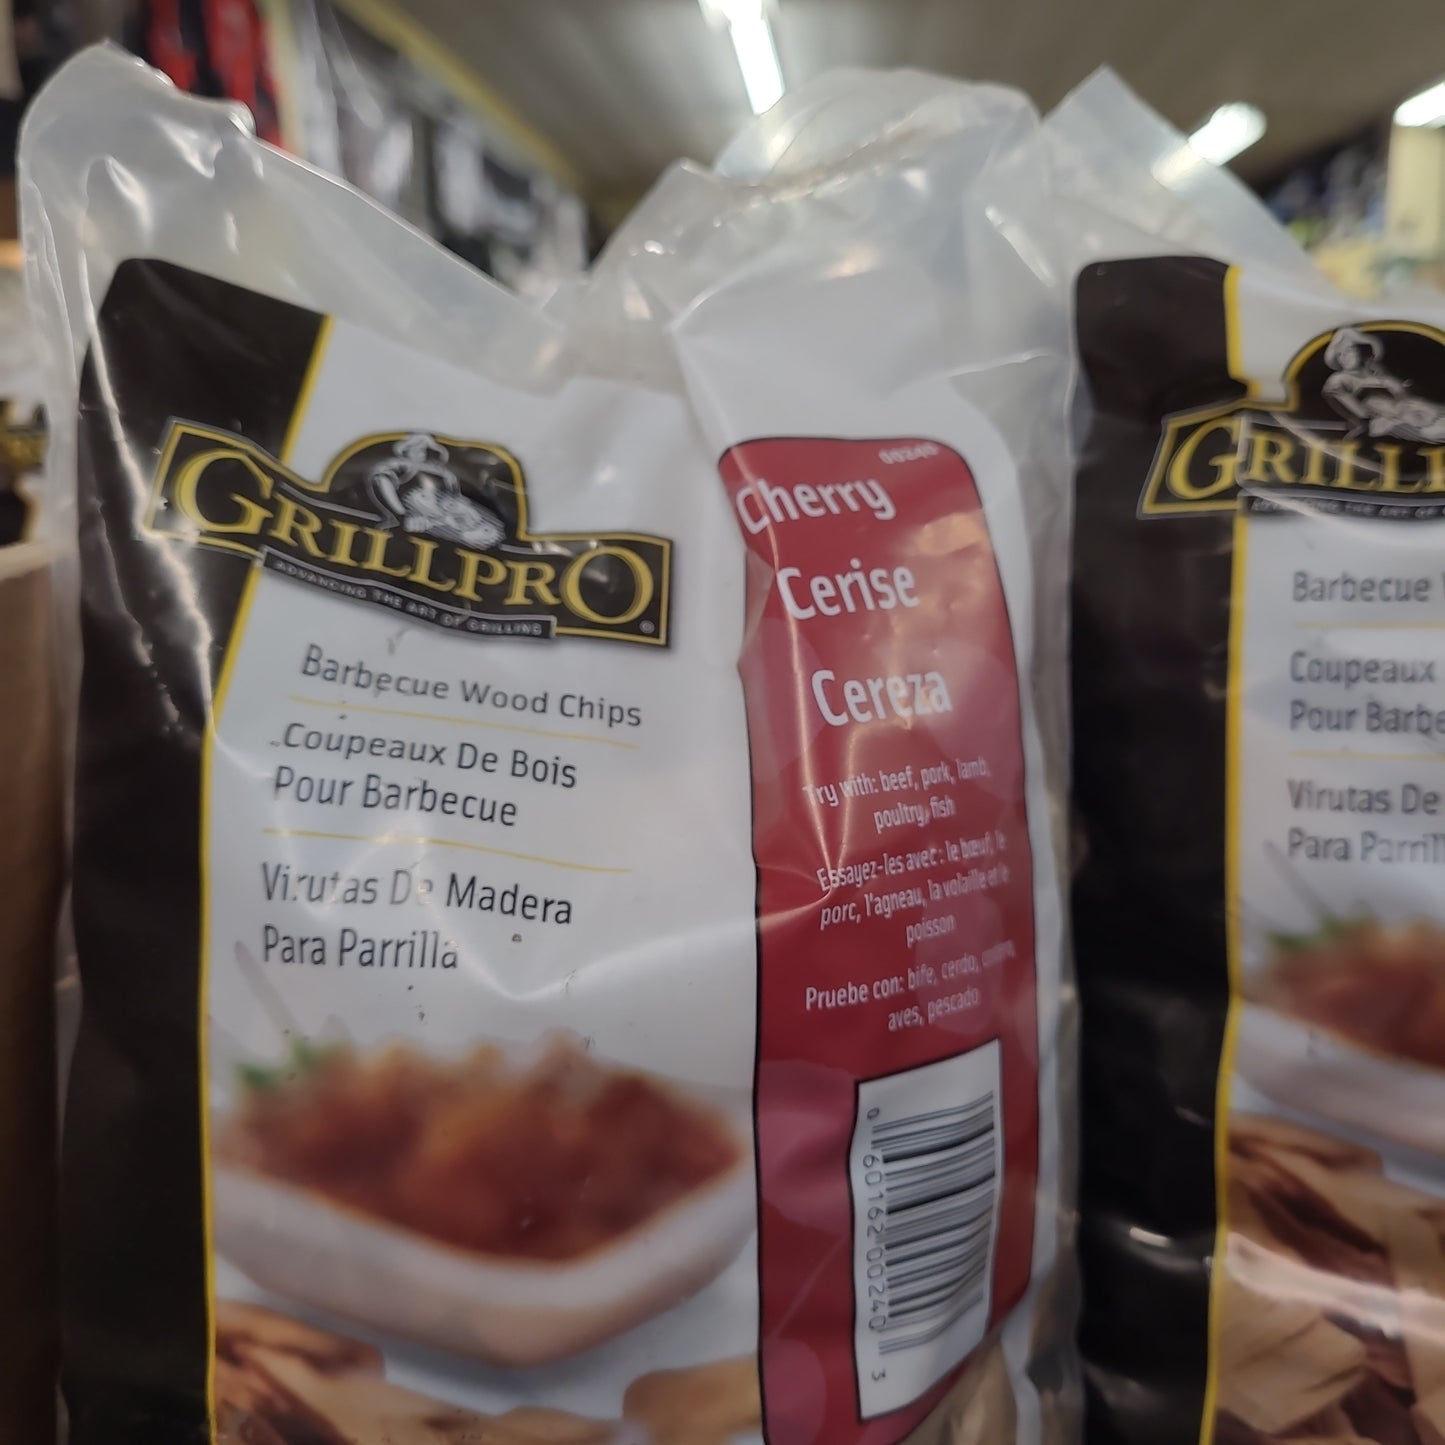 GRILLPRO
ADVANCING THE ART OF GRILLING
Barbecue Wood Chips
Coupeaux De Bois
Pour Barbecue
Virutas De Madera
Para Parrilla
00240
Cherry
Cerise
Cereza
Try with: beef, pork, lamb,
poultry, fish
Essayez-les avec : le bœuf, le
porc, l'agneau, la volaille et le
poisson
Pruebe con: bife, cerdo,
aves, pescado
0 60162 00240 3
GRILLP
Barbecue
Coupeaux
Pour Barbe
Virutas De
Para Parril